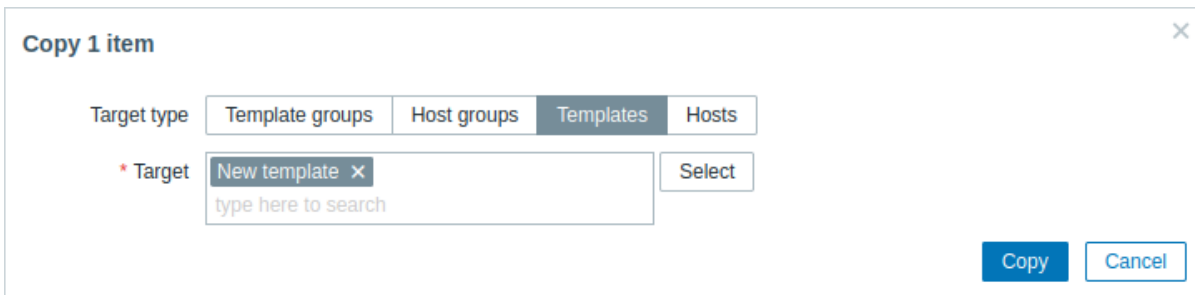 Copy 1 item
Target type Template groups Host groups Templates Hosts
* Target New template Select
type here to search
Copy Cancel